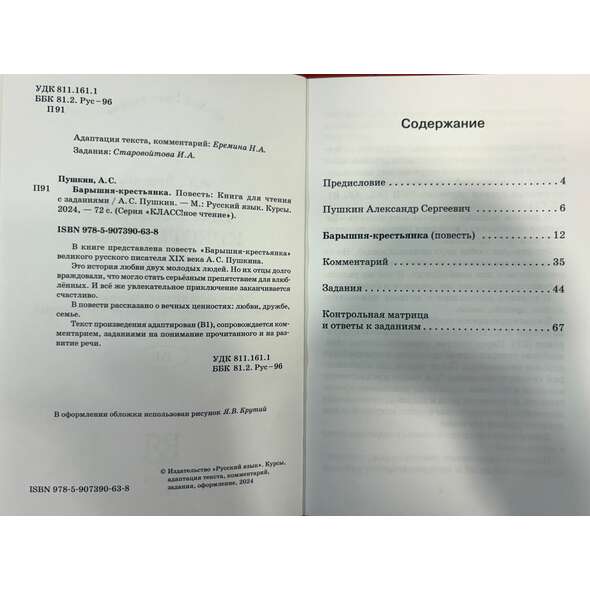 УДК 811.161.1
ББК 81.2. Рус–96
П91
Адаптация текста, комментарий: Еремина Н.А.
Задания: Старовойтова И.А.
Пушкин, А.С.
П91 Барышня-крестьянка. Повесть: Книга для чтения
с заданиями / А.С. Пушкин. — М.: Русский язык. Курсы.
2024, — 72 с. (Серия «КЛАССное чтение»).
ISBN 978-5-907390-63-8
В книге представлена повесть «Барышня-крестьянка»
великого русского писателя XIX века А.С. Пушкина.
Это история любви двух молодых людей. Но их отцы долго
враждовали, что могло стать серьёзным препятствием для влю-
блённых. И всё же увлекательное приключение заканчивается
счастливо.
В повести рассказано о вечных ценностях: любви, дружбе,
семье.
Текст произведения адаптирован (В1), сопровождается ком-
ментарием, заданиями на понимание прочитанного и на раз-
витие речи.
УДК 811.161.1
ББК 81.2. Рус–96
В оформлении обложки использован рисунок Я.В. Крутий
© Издательство «Русский язык». Курсы,
адаптация текста, комментарий,
задания, оформление, 2024
ISBN 978-5-907390-63-8
Содержание
Предисловие 4
Пушкин Александр Сергеевич 6
Барышня-крестьянка (повесть) 12
Комментарий 35
Задания 44
Контрольная матрица
и ответы к заданиям 67